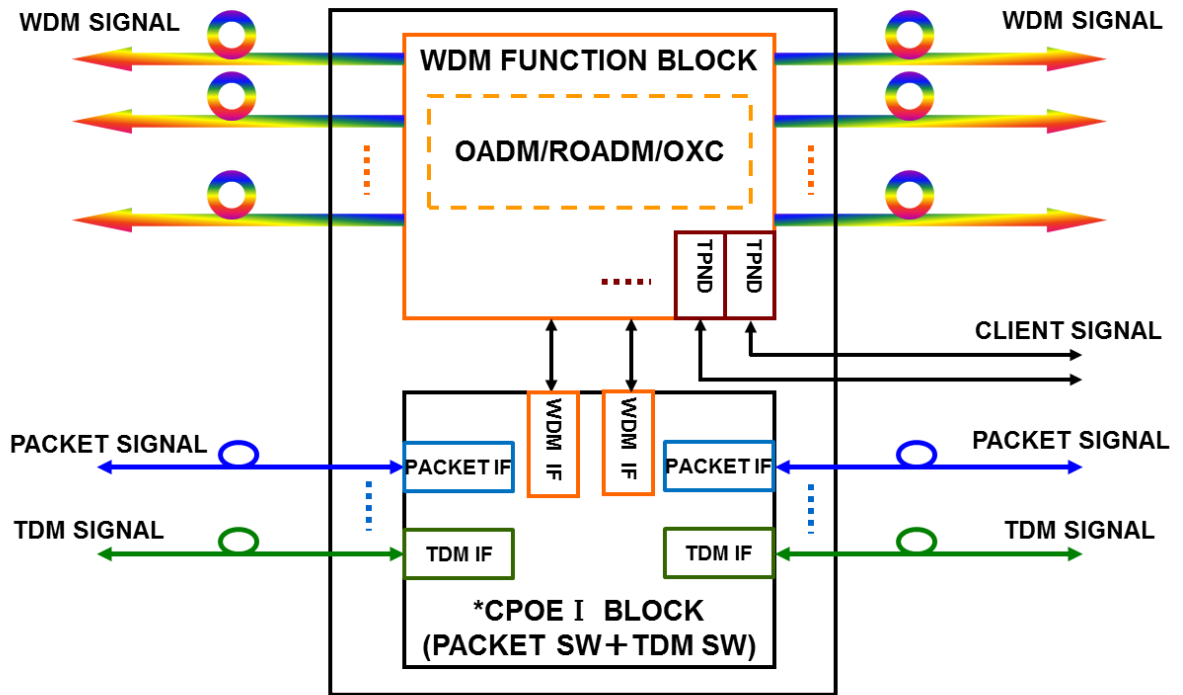 WDM SIGNAL
WDM SIGNAL
WDM FUNCTION BLOCK
OADM/ROADM/OXC
TPND
TPND
CLIENT SIGNAL
WDM IF
WDM IF
PACKET SIGNAL
PACKET SIGNAL
PACKET IF
PACKET IF
TDM SIGNAL
TDM SIGNAL
TDM IF
TDM IF
*CPOE Ⅰ BLOCK
(PACKET SW+TDM SW)